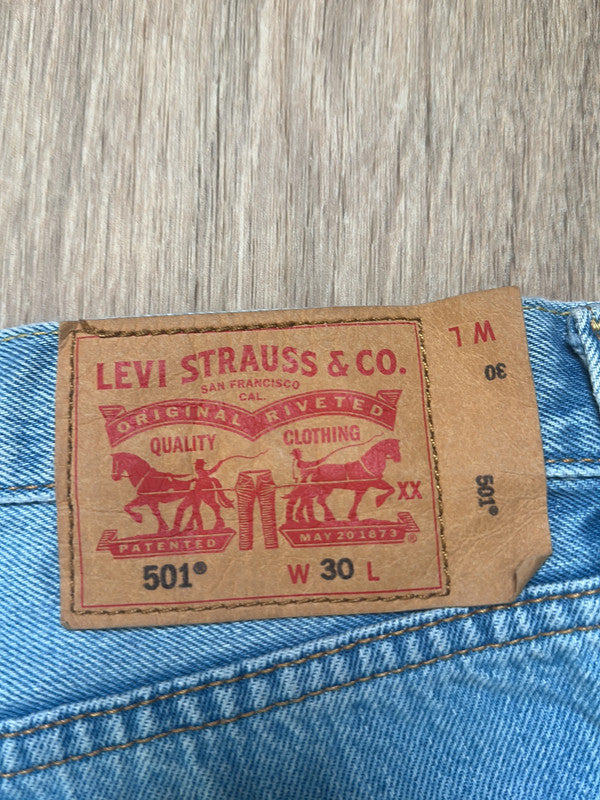 LEVI STRAUSS & CO.
SAN FRANCISCO
CAL.
ORIGINAL RIVETED
QUALITY CLOTHING
XX
PATENTED MAY 20 1873 ®
501® W 30 L
W L
30
501®